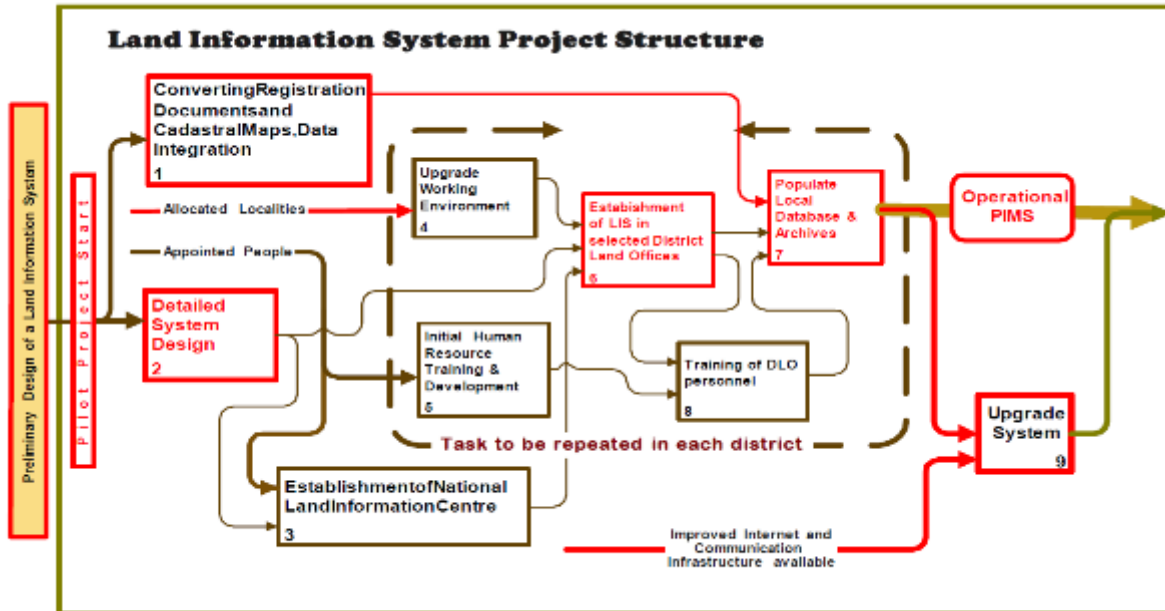 Land Information System Project Structure
Preliminary Design of a Land Information System
Pilot Project Start
ConvertingRegistration
Documentsand
CadastralMaps,Data
Integration
1
Allocated Localities
Appointed People
Detailed
System
Design
2
Upgrade
Working
Environment
4
Initial Human
Resource
Training &
Development
5
Estabishment
of LIS in
selected District
Land Offices
6
Populate
Local
Database &
Archives
7
Training of DLO
personnel
8
Task to be repeated in each district
EstablishmentofNational
LandInformationCentre
3
Operational
PIMS
Upgrade
System
9
Improved Internet and
Communication
Infrastructure available